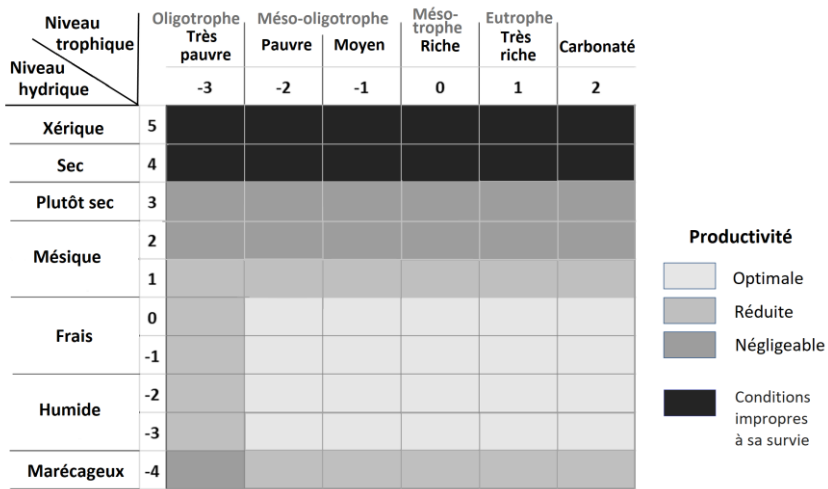 Niveau
trophique
Niveau
hydrique
Oligotrophe
Méso-oligotrophe
Méso-
trophe
Eutrophe
Très
pauvre
Pauvre
Moyen
Riche
Très
riche
Carbonaté
-3
-2
-1
0
1
2
Xérique
5
Sec
4
Plutôt sec
3
Mésique
2
1
Frais
0
-1
Humide
-2
-3
Marécageux
-4
Productivité
Optimale
Réduite
Négligeable
Conditions
impropres
à sa survie